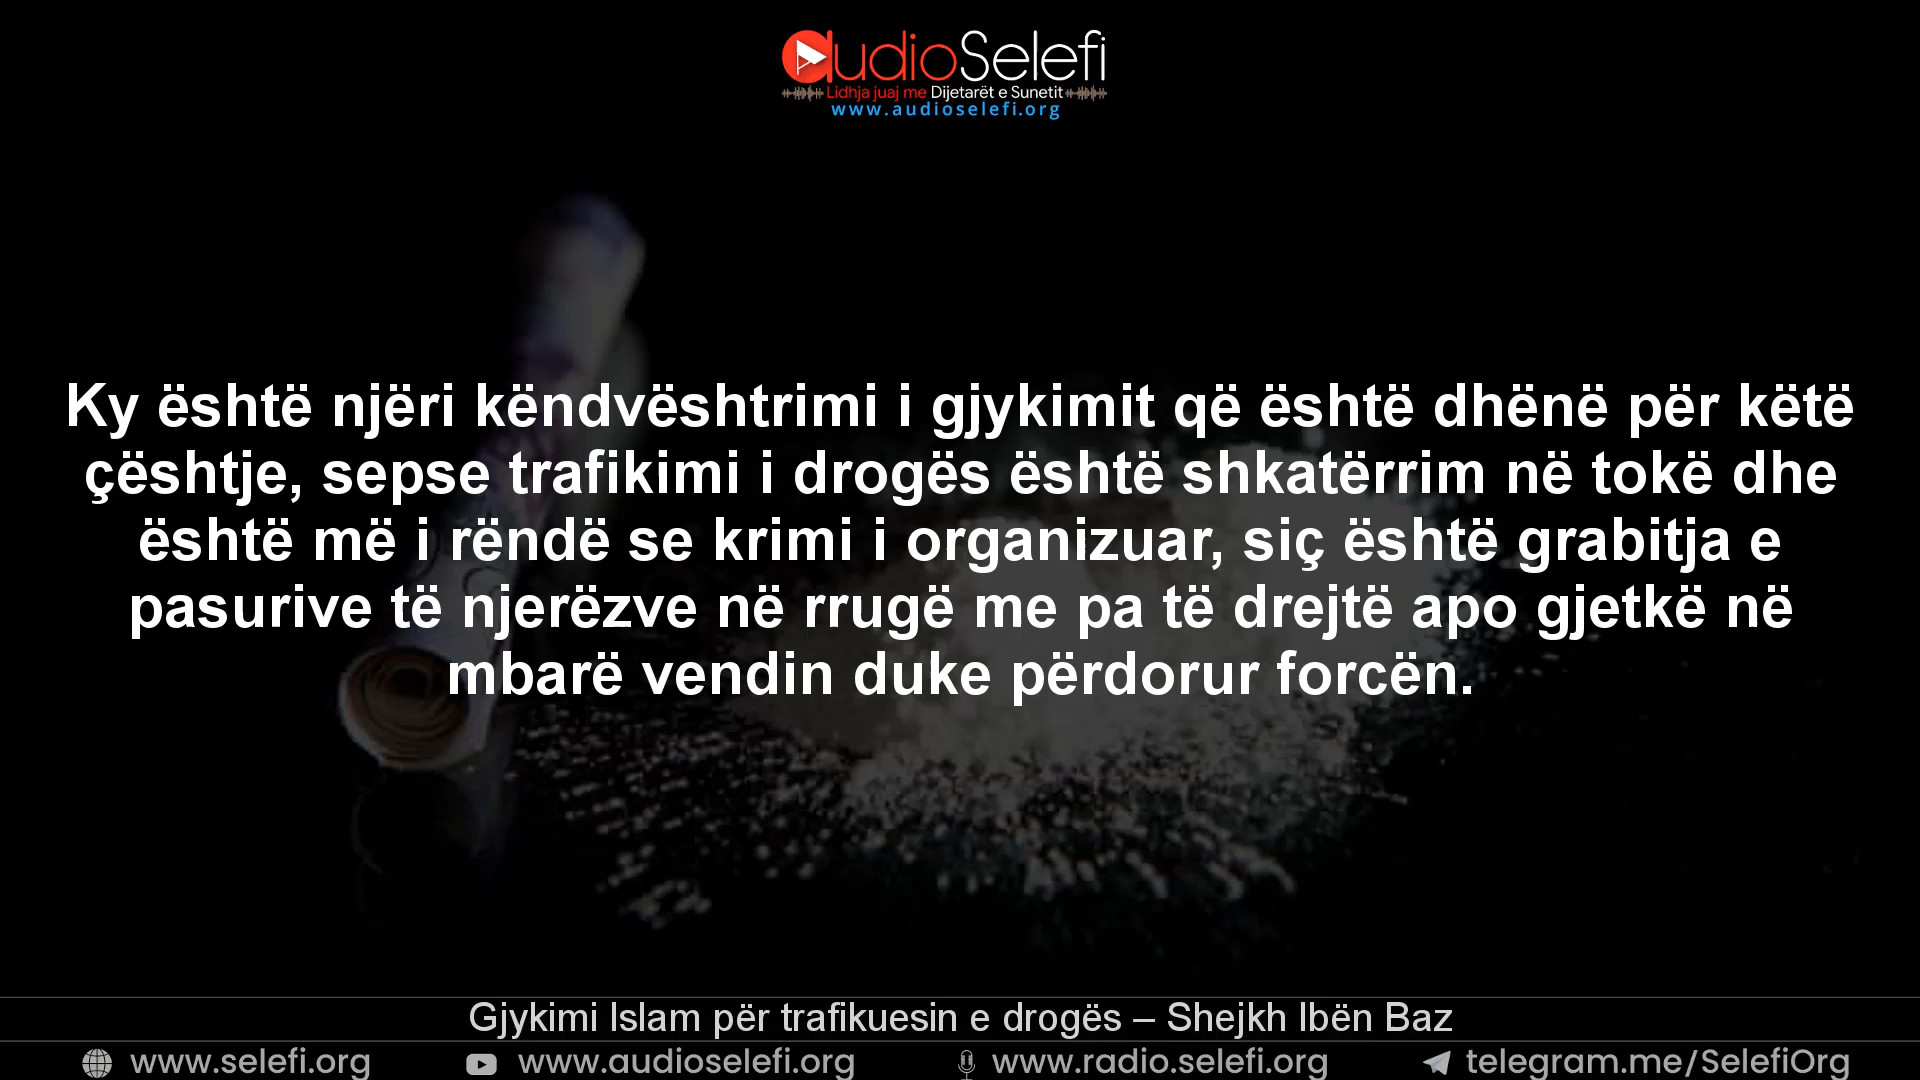 audioSelefi
Lidhja juaj me Dijetarët e Sunetit
www.audioselefi.org
Ky është njëri këndvështrimi i gjykimit që është dhënë për këtë
çështje, sepse trafikimi i drogës është shkatërrim në tokë dhe
është më i rëndë se krimi i organizuar, siç është grabitja e
pasurive të njerëzve në rrugë me pa të drejtë apo gjetkë në
mbarë vendin duke përdorur forcën.
Gjykimi Islam për trafikuesin e drogës – Shejkh Ibën Baz
www.selefi.org www.audioselefi.org www.radio.selefi.org telegram.me/SelefiOrg